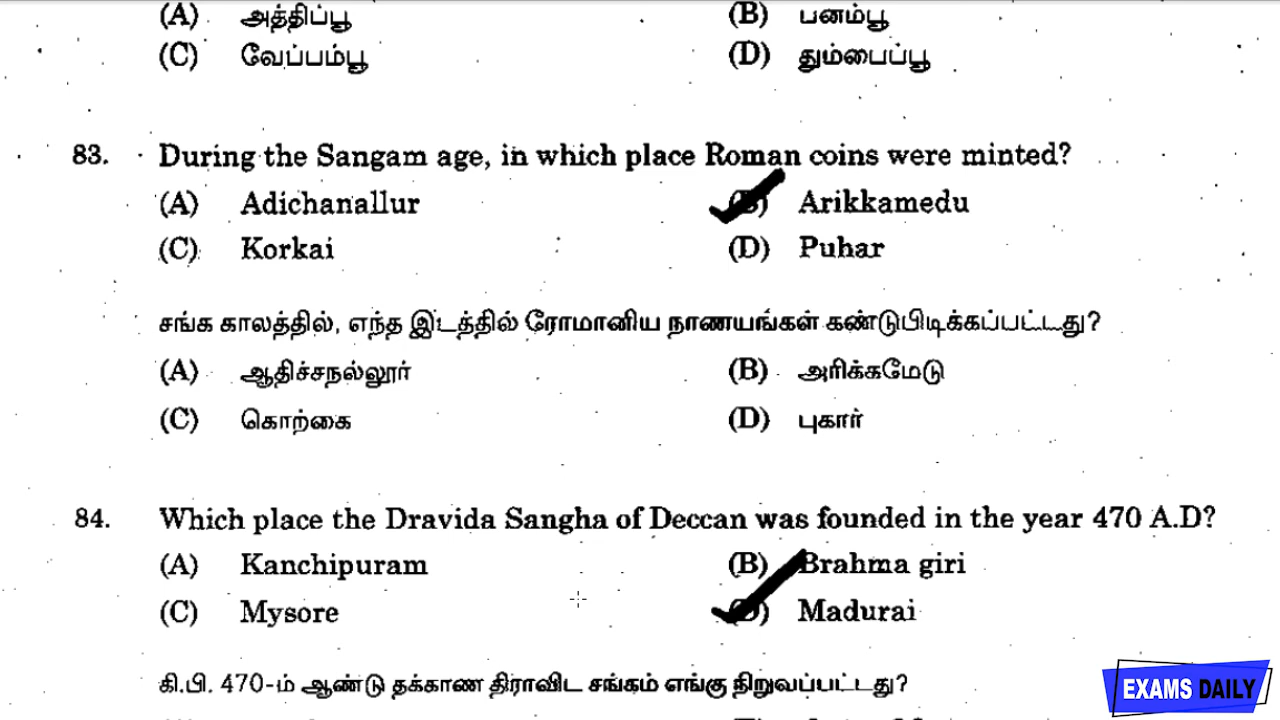 (A) அத்திப்பூ (B) பனம்பூ
(C) வேப்பம்பூ (D) தும்பைப்பூ
83. During the Sangam age, in which place Roman coins were minted?
(A) Adichanallur (B) Arikkamedu
(C) Korkai (D) Puhar
சங்க காலத்தில், எந்த இடத்தில் ரோமானிய நாணயங்கள் கண்டுபிடிக்கப்பட்டது?
(A) ஆதிச்சநல்லூர் (B) அரிக்கமேடு
(C) கொற்கை (D) புகார்
84. Which place the Dravida Sangha of Deccan was founded in the year 470 A.D?
(A) Kanchipuram (B) Brahma giri
(C) Mysore (D) Madurai
கி.பி. 470-ம் ஆண்டு தக்காண திராவிட சங்கம் எங்கு நிறுவப்பட்டது?
EXAMS DAILY